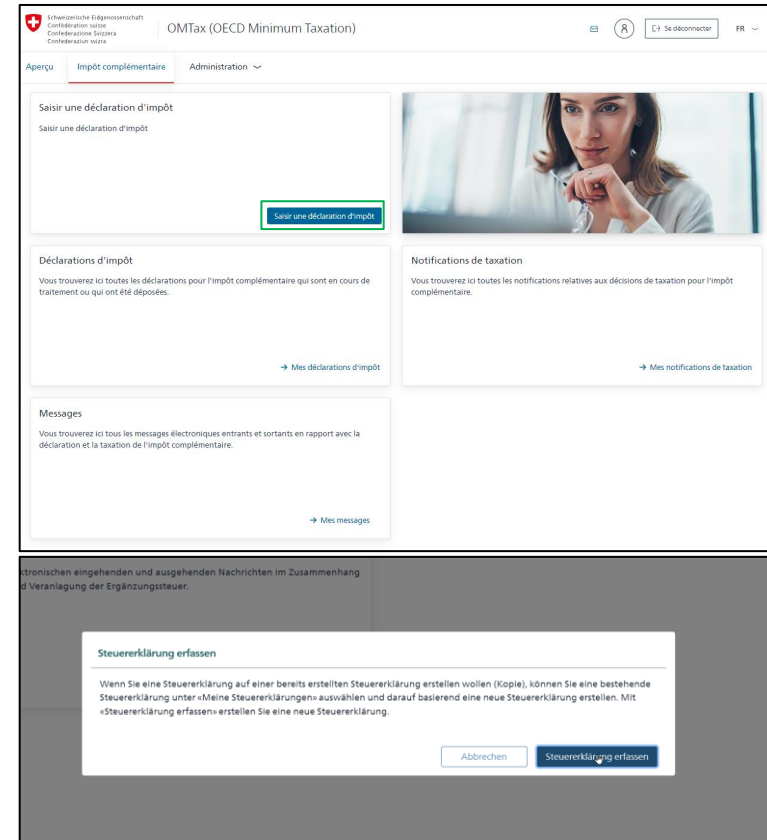 Schweizerische Eidgenossenschaft
Confédération suisse
Confederazione Svizzera
Confederaziun svizra
OMTax (OECD Minimum Taxation)
Se déconnecter
FR
Aperçu
Impôt complémentaire
Administration
Saisir une déclaration d'impôt
Saisir une déclaration d'impôt
Saisir une déclaration d'impôt
Déclarations d'impôt
Vous trouverez ici toutes les déclarations pour l'impôt complémentaire qui sont en cours de
traitement ou qui ont été déposées.
→ Mes déclarations d'impôt
Notifications de taxation
Vous trouverez ici toutes les notifications relatives aux décisions de taxation pour l'impôt
complémentaire.
→ Mes notifications de taxation
Messages
Vous trouverez ici tous les messages électroniques entrants et sortants en rapport avec la
déclaration et la taxation de l'impôt complémentaire.
→ Mes messages
ktronischen eingehenden und ausgehenden Nachrichten im Zusammenhang
d Veranlagung der Ergänzungssteuer.
Steuererklärung erfassen
Wenn Sie eine Steuererklärung auf einer bereits erstellten Steuererklärung erstellen wollen (Kopie), können Sie eine bestehende
Steuererklärung unter «Meine Steuererklärungen» auswählen und darauf basierend eine neue Steuererklärung erstellen. Mit
«Steuererklärung erfassen» erstellen Sie eine neue Steuererklärung.
Abbrechen
Steuererklärung erfassen